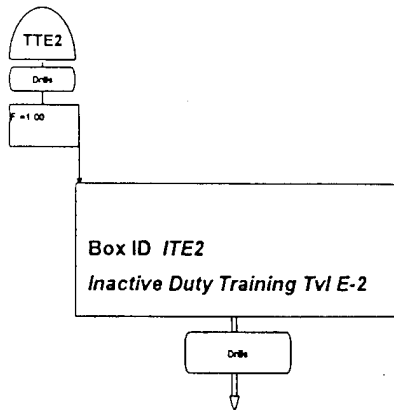 TTE2
Drills
F =1.00
Box ID ITE2
Inactive Duty Training Tvl E-2
Drills